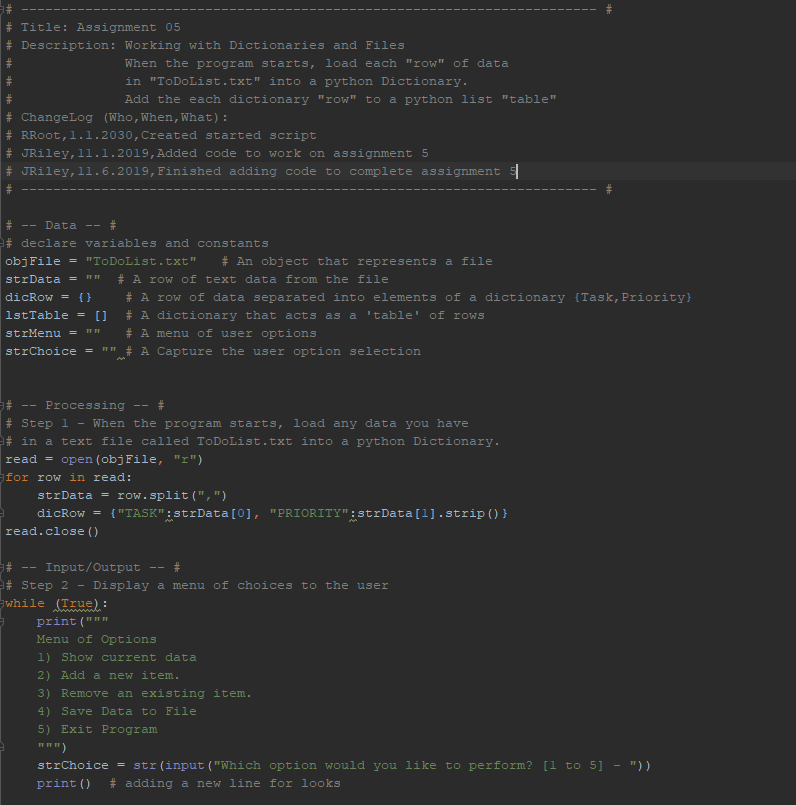 # ------------------------------------------------------------------------ #
# Title: Assignment 05
# Description: Working with Dictionaries and Files
#              When the program starts, load each "row" of data
#              in "ToDoList.txt" into a python Dictionary.
#              Add the each dictionary "row" to a python list "table"
# ChangeLog (Who,When,What):
# RRoot,1.1.2030,Created started script
# JRiley,11.1.2019,Added code to work on assignment 5
# JRiley,11.6.2019,Finished adding code to complete assignment 5
# ------------------------------------------------------------------------ #

# -- Data -- #
# declare variables and constants
objFile = "ToDoList.txt"   # An object that represents a file
strData = ""  # A row of text data from the file
dicRow = {}    # A row of data separated into elements of a dictionary {Task,Priority}
lstTable = []  # A dictionary that acts as a 'table' of rows
strMenu = ""   # A menu of user options
strChoice = "" # A Capture the user option selection


# -- Processing -- #
# Step 1 - When the program starts, load any data you have
# in a text file called ToDoList.txt into a python Dictionary.
read = open(objFile, "r")
for row in read:
    strData = row.split(",")
    dicRow = {"TASK":strData[0], "PRIORITY":strData[1].strip()}
read.close()

# -- Input/Output -- #
# Step 2 - Display a menu of choices to the user
while (True):
    print("""
    Menu of Options
    1) Show current data
    2) Add a new item.
    3) Remove an existing item.
    4) Save Data to File
    5) Exit Program
    """)
    strChoice = str(input("Which option would you like to perform? [1 to 5] - "))
    print()  # adding a new line for looks